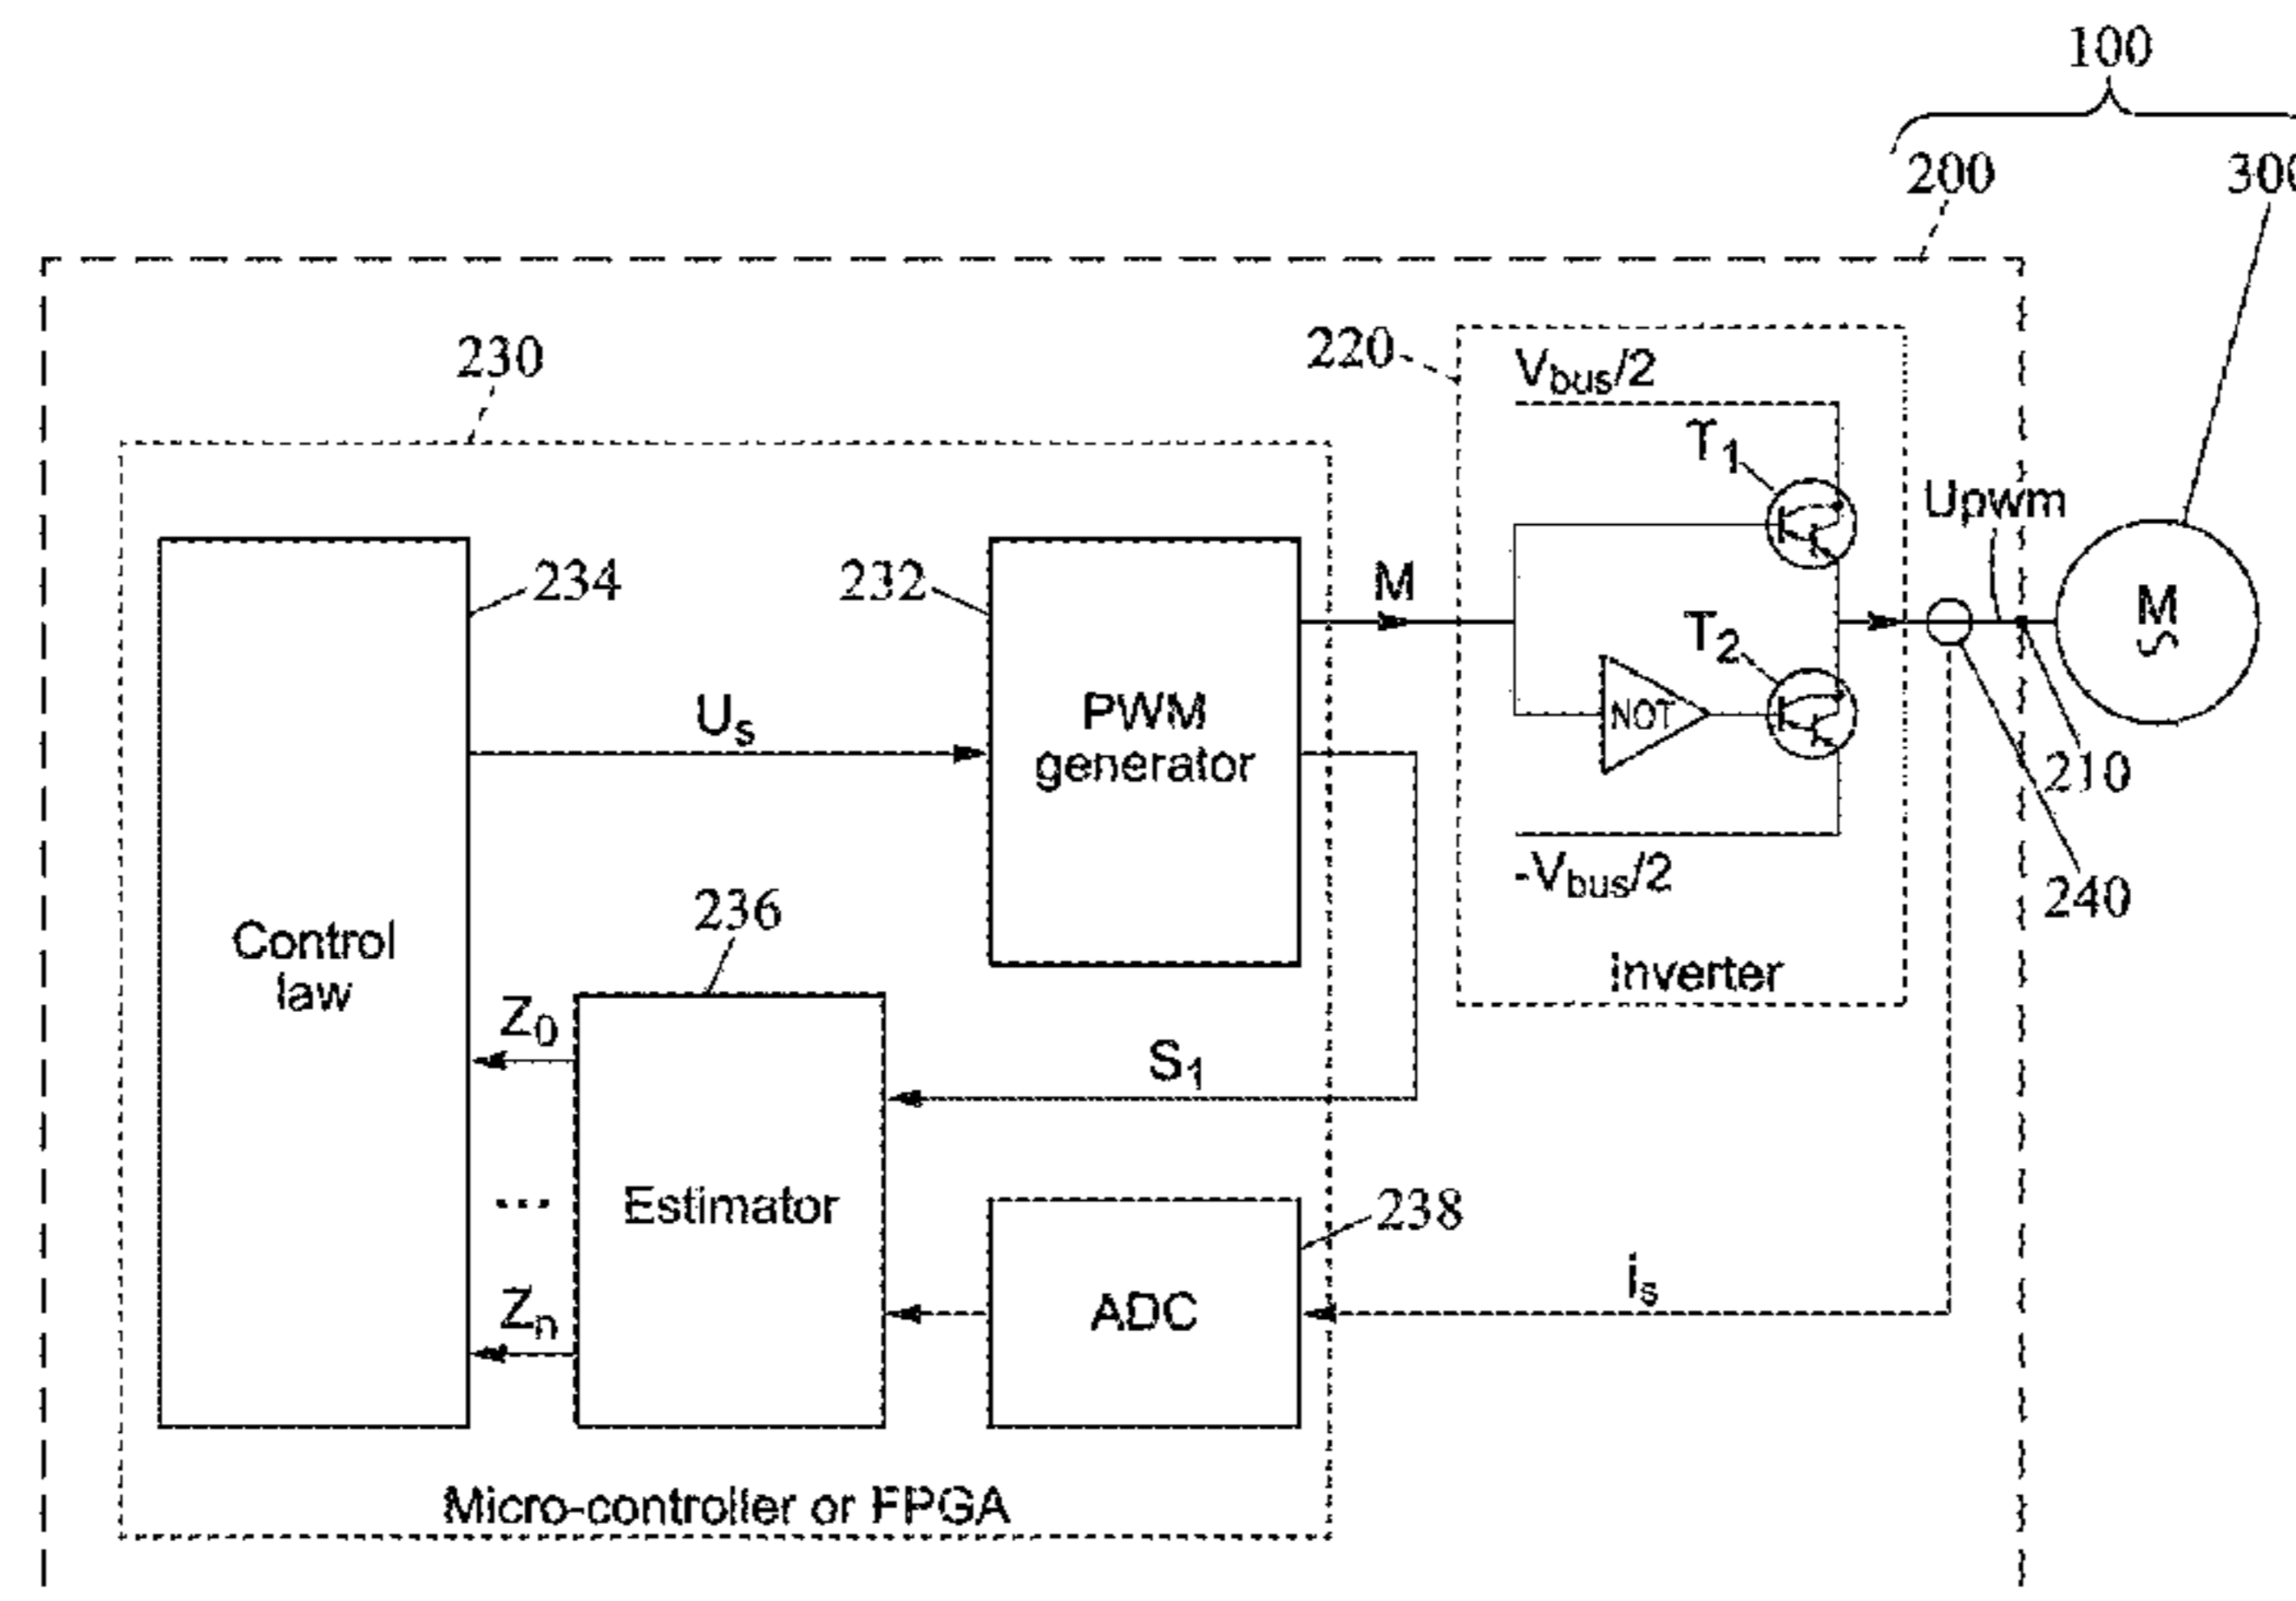 100
200
300
230
220
Vbus/2
T1
Upwm
234
232
M
M
S
T2
Us
PWM
generator
NOT
210
-Vbus/2
240
236
Control
law
inverter
Z0
S1
...
Estimator
238
is
Zn
ADC
Micro-controller or FPGA